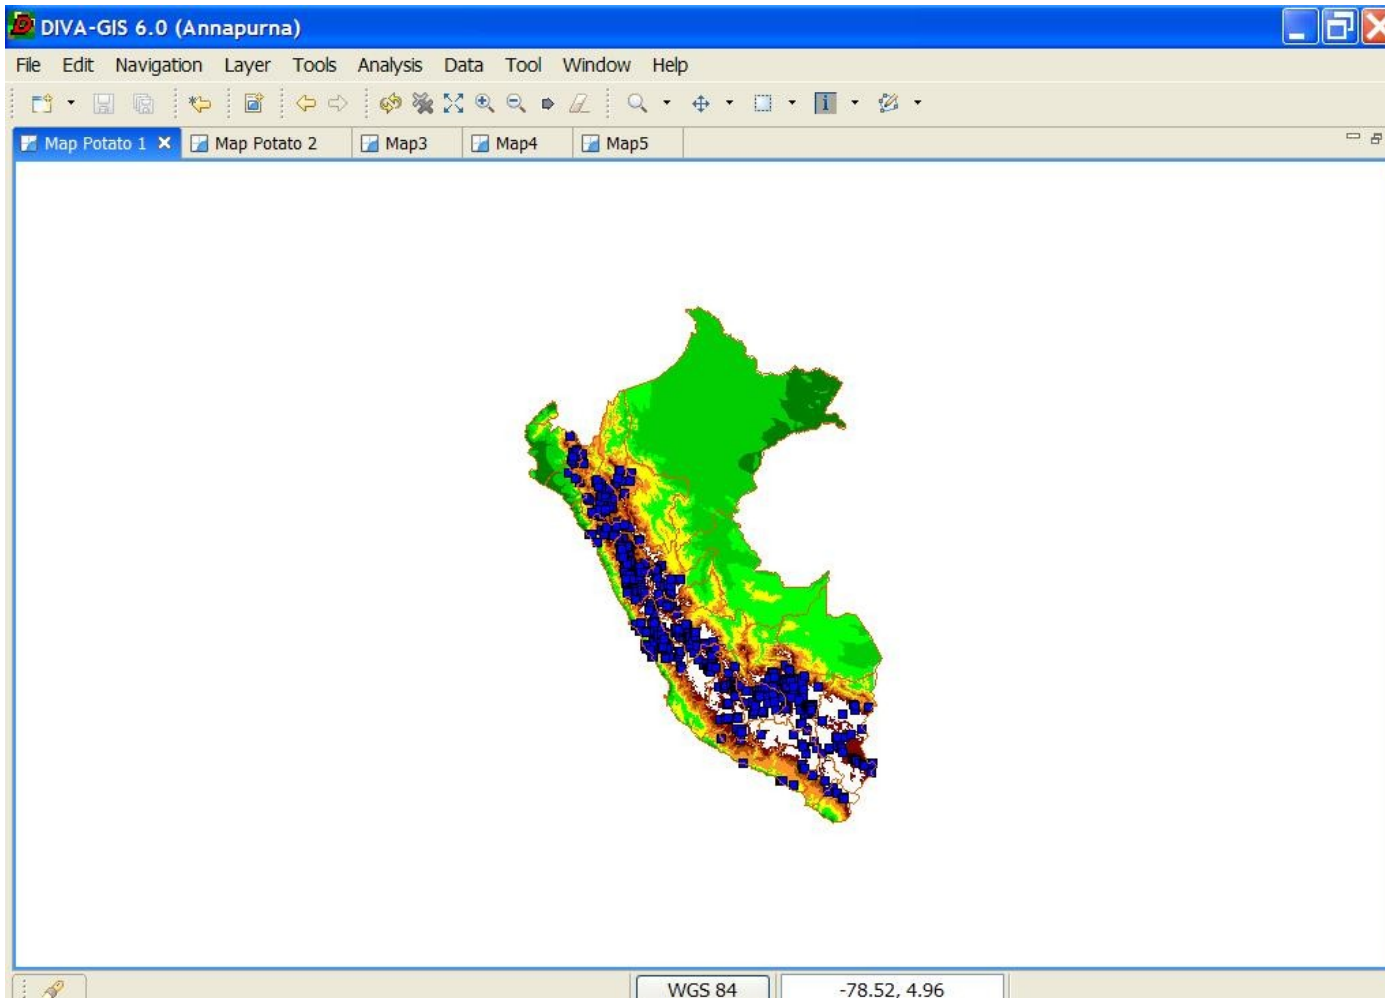 DIVA-GIS 6.0 (Annapurna)
File Edit Navigation Layer Tools Analysis Data Tool Window Help
Map Potato 1 Map Potato 2 Map3 Map4 Map5
WGS 84 -78.52, 4.96